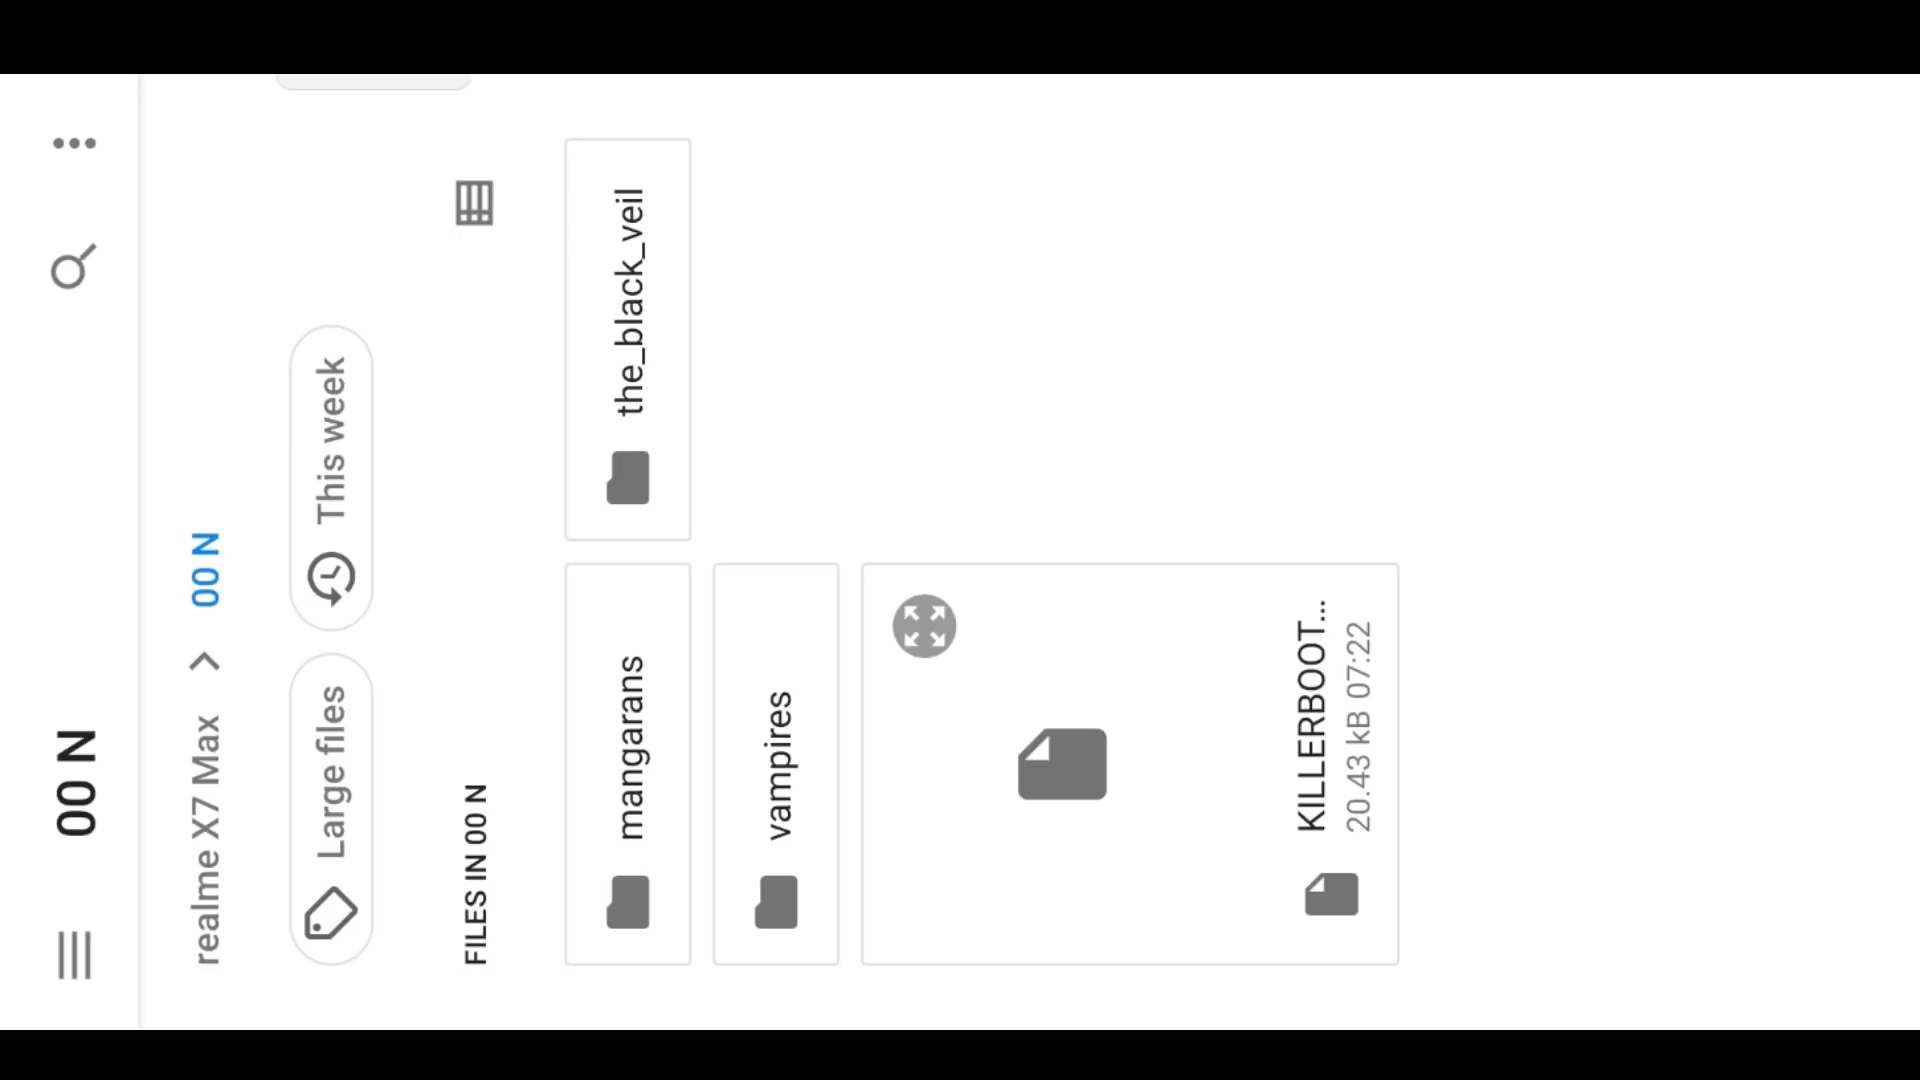 00 N
realme X7 Max > 00 N
Large files
This week
FILES IN 00 N
mangarans
the_black_veil
vampires
KILLERBOOT...
20.43 kB 07:22